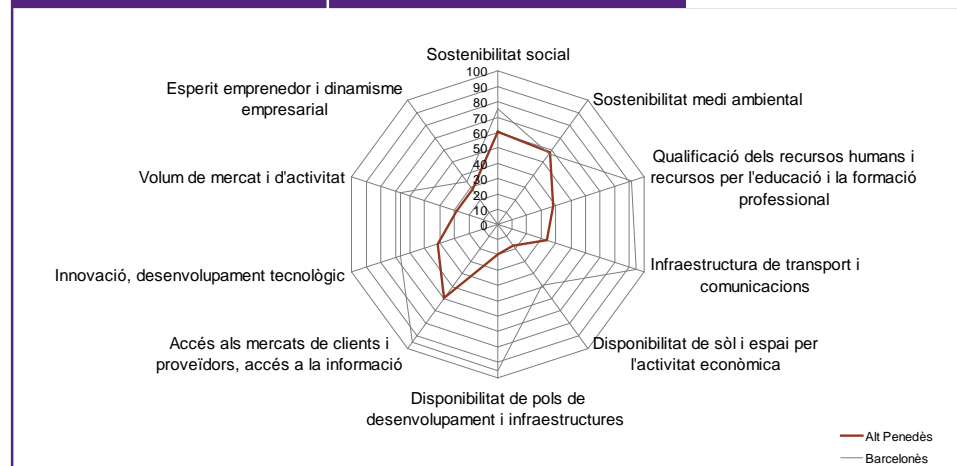 Sostenibilitat social
100
90
80
70
60
50
40
30
20
10
0
Sostenibilitat medi ambiental
Qualificació dels recursos humans i
recursos per l'educació i la formació
professional
Infraestructura de transport i
comunicacions
Disponibilitat de sòl i espai per
l'activitat econòmica
Disponibilitat de pols de
desenvolupament i infraestructures
Accés als mercats de clients i
proveïdors, accés a la informació
Innovació, desenvolupament tecnològic
Volum de mercat i d'activitat
Esperit emprenedor i dinamisme
empresarial
Alt Penedès
Barcelonès